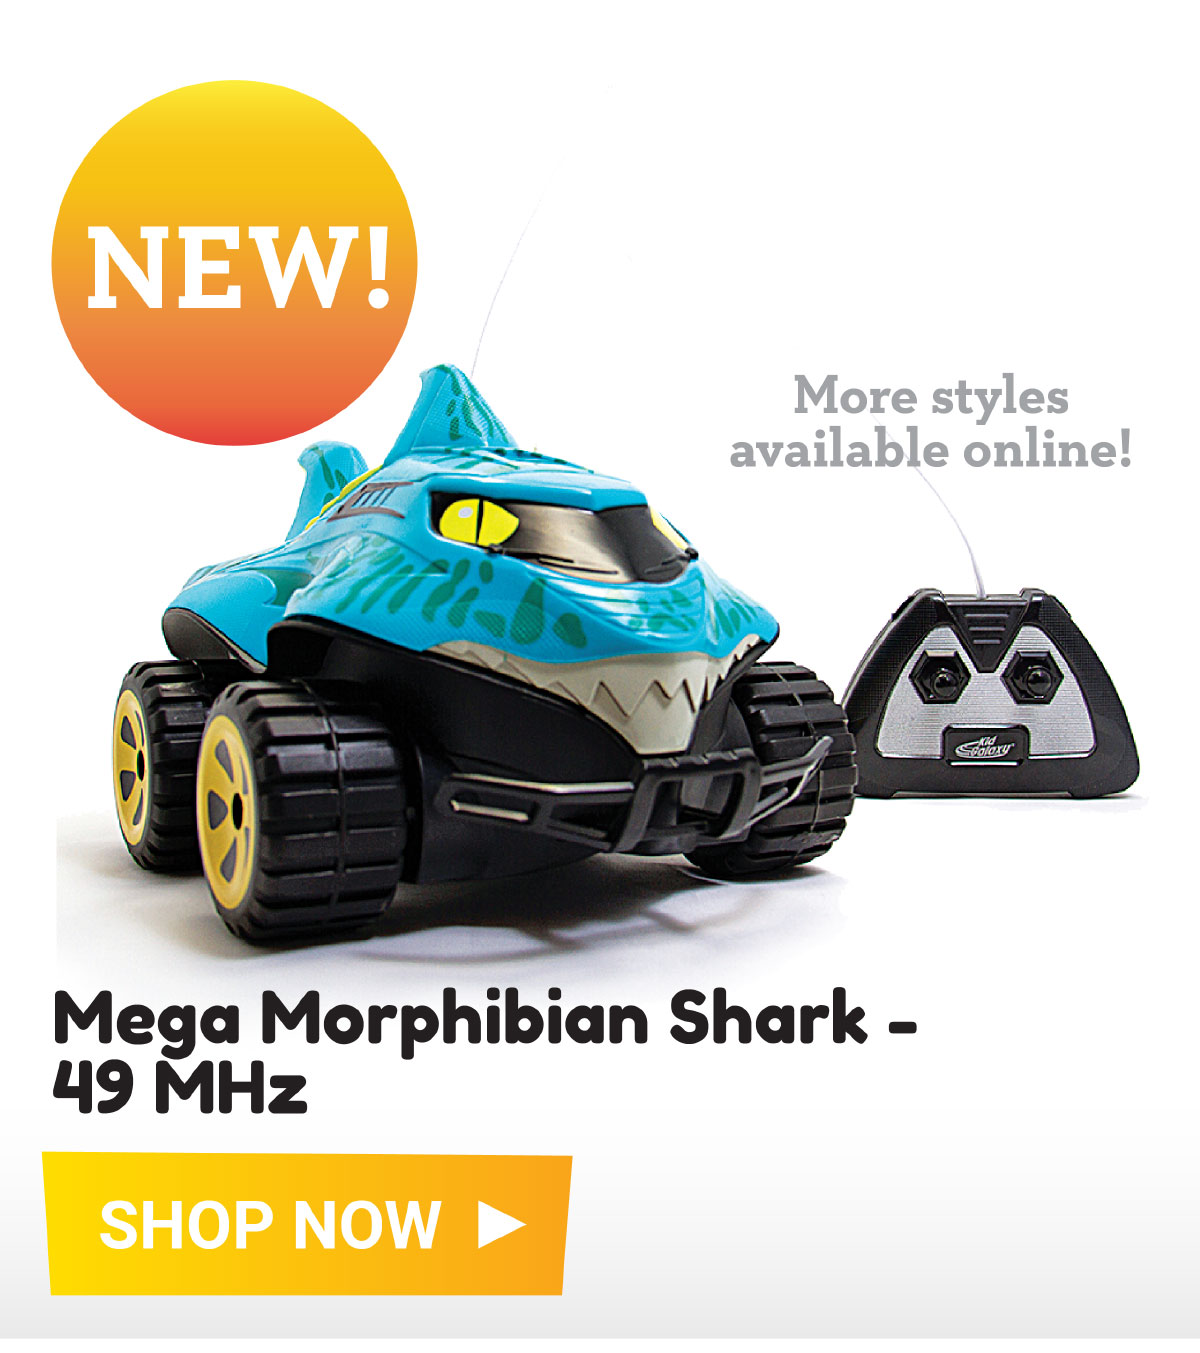 NEW!
More styles
available online!
Kid
Galaxy
Mega Morphibian Shark -
49 MHz
SHOP NOW